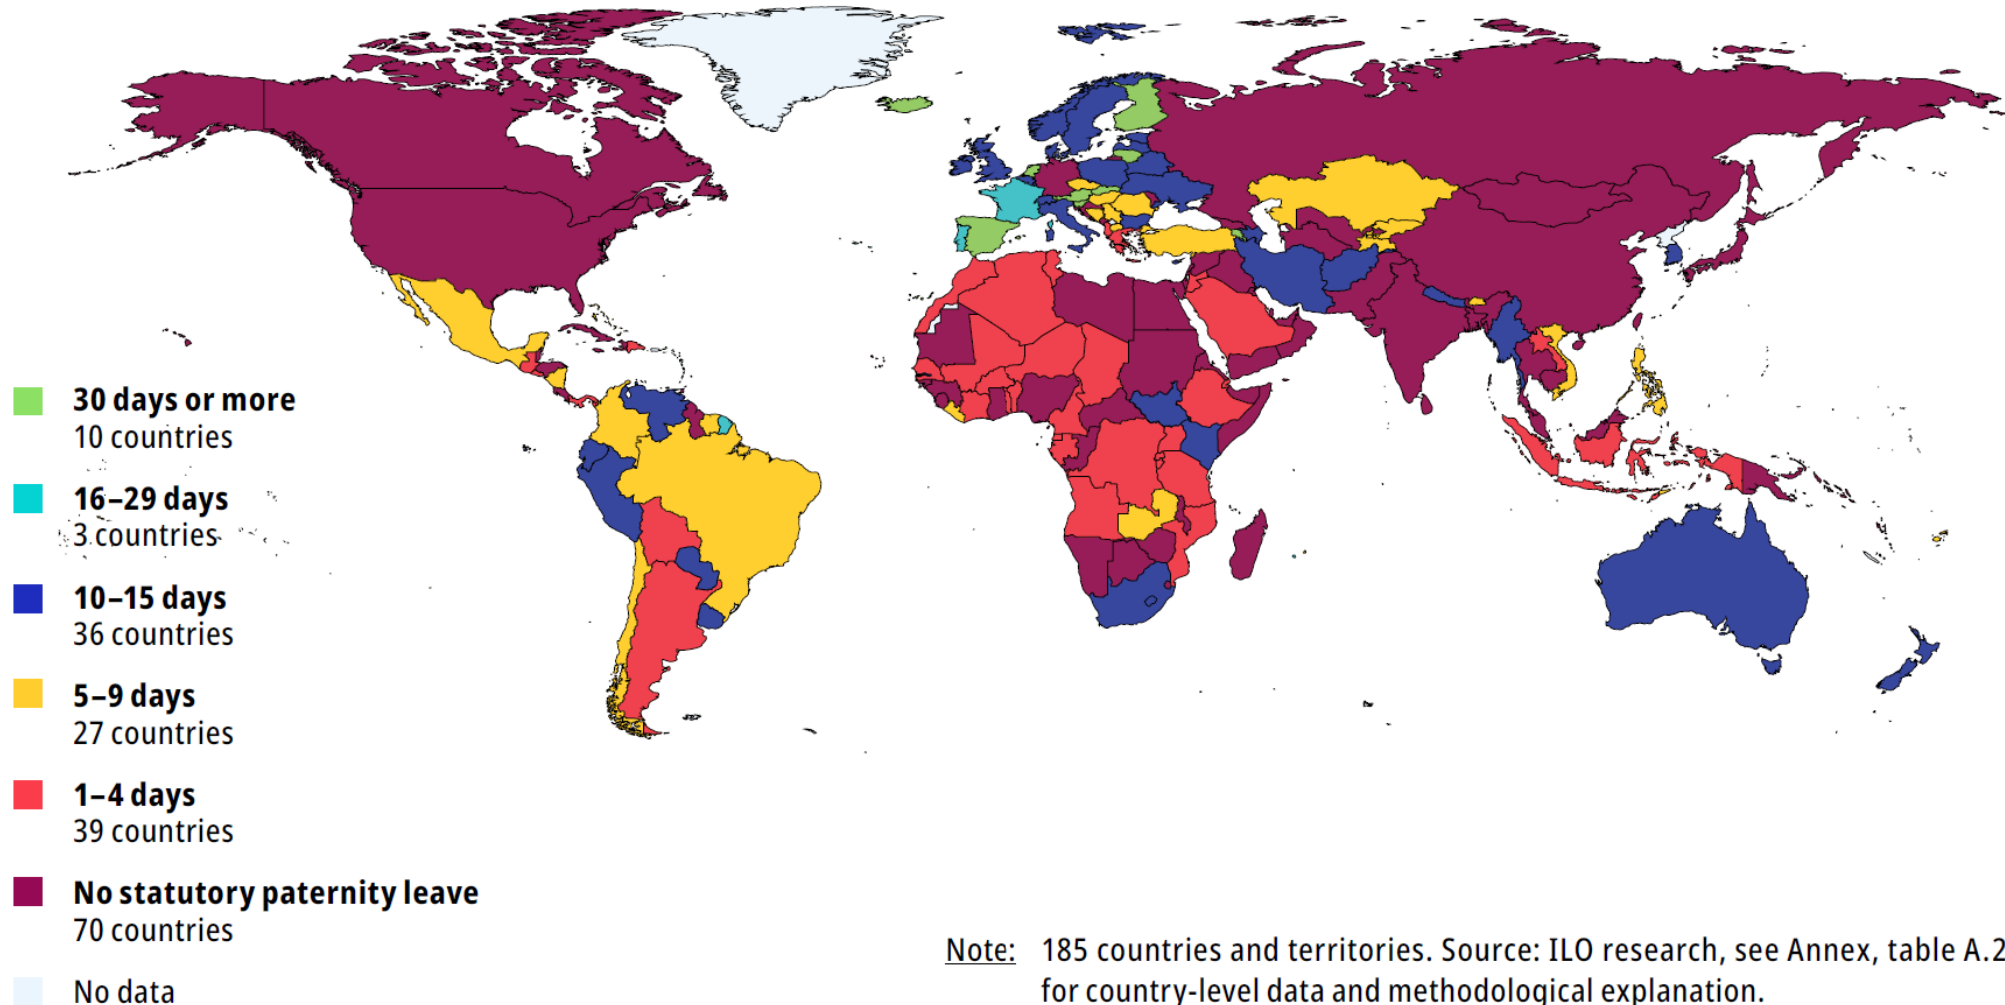 30 days or more
10 countries
16–29 days
3 countries
10–15 days
36 countries
5–9 days
27 countries
1–4 days
39 countries
No statutory paternity leave
70 countries
No data
Note: 185 countries and territories. Source: ILO research, see Annex, table A.2
for country-level data and methodological explanation.